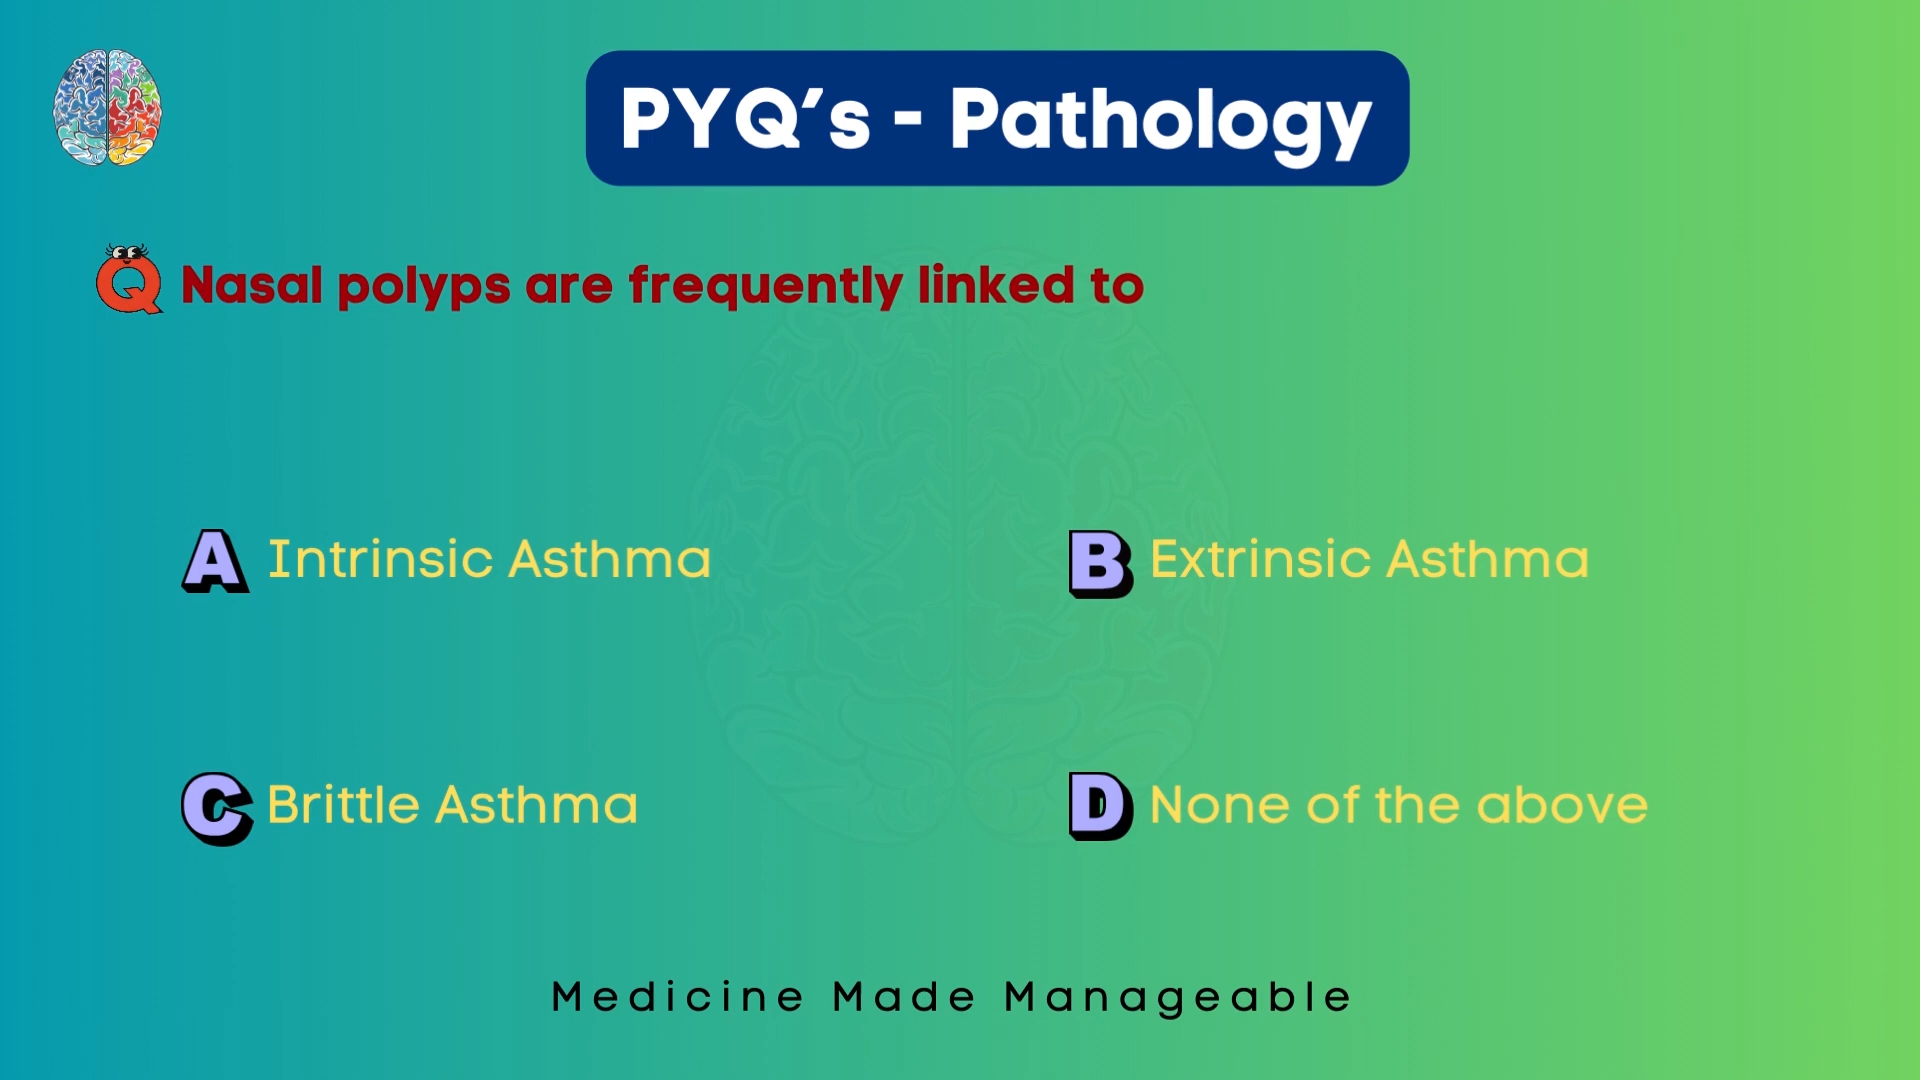 PYQ’s - Pathology
Q Nasal polyps are frequently linked to
A Intrinsic Asthma
B Extrinsic Asthma
C Brittle Asthma
D None of the above
Medicine Made Manageable